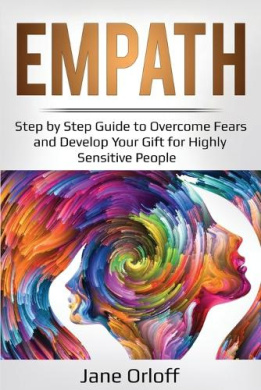 EMPATH
Step by Step Guide to Overcome Fears
and Develop Your Gift for Highly
Sensitive People
Jane Orloff